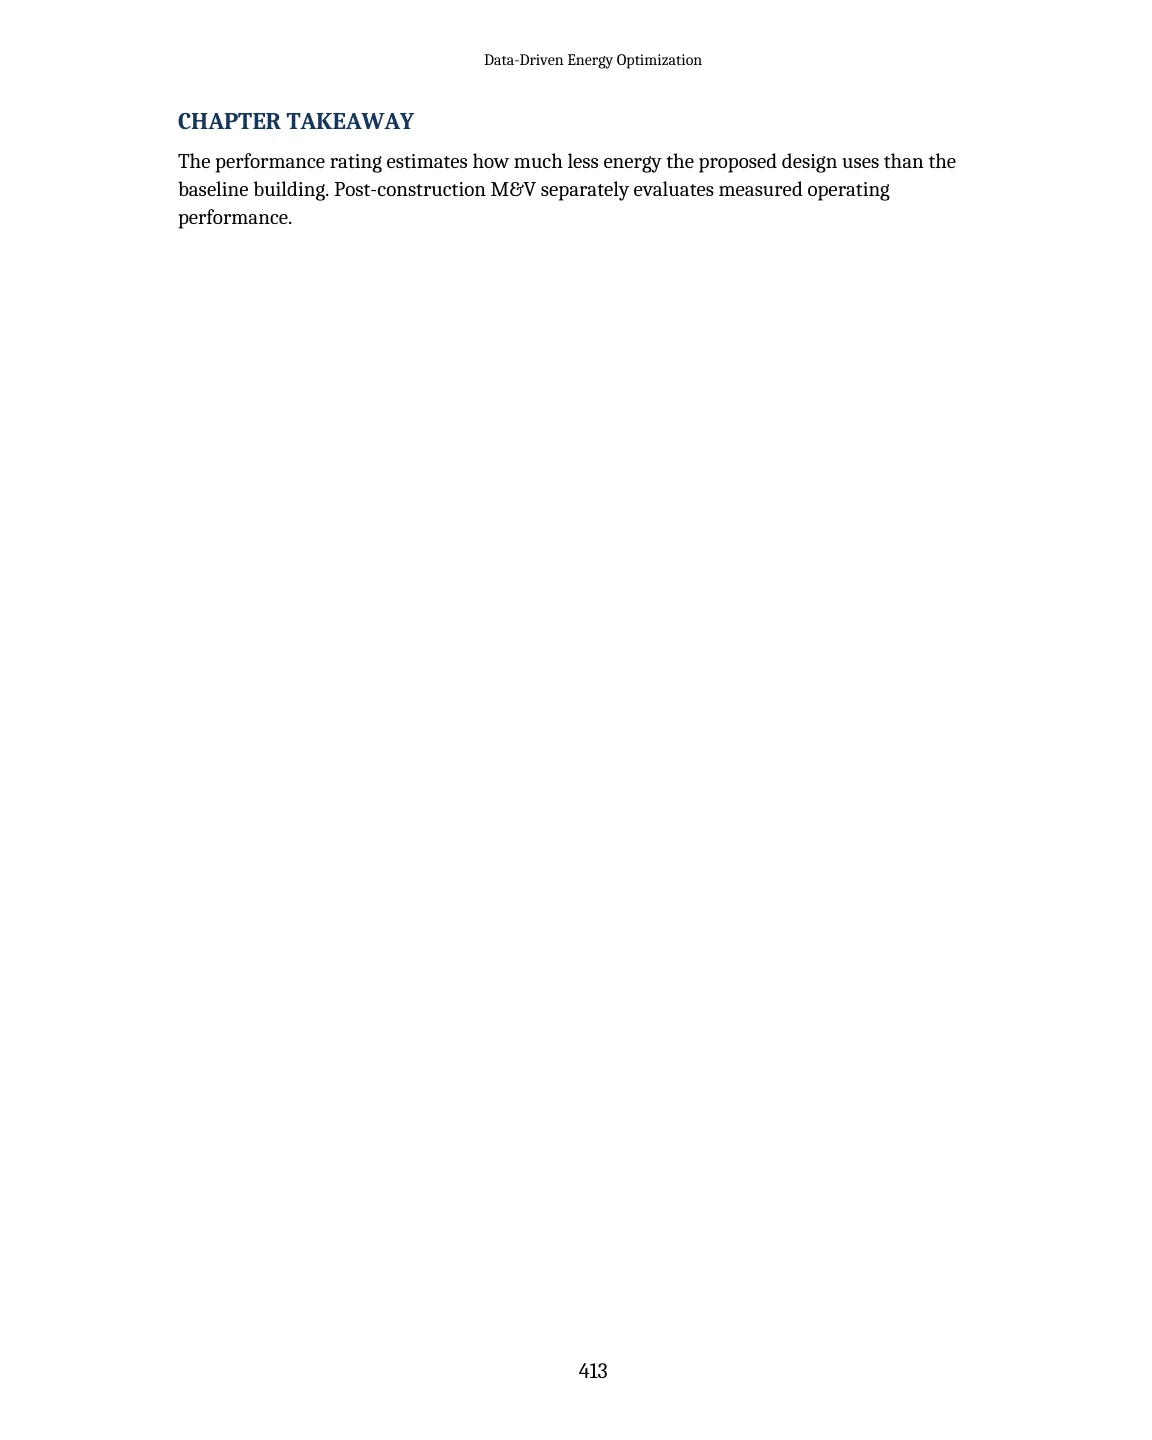 Data-Driven Energy Optimization
CHAPTER TAKEAWAY
The performance rating estimates how much less energy the proposed design uses than the
baseline building. Post-construction M&V separately evaluates measured operating
performance.
413